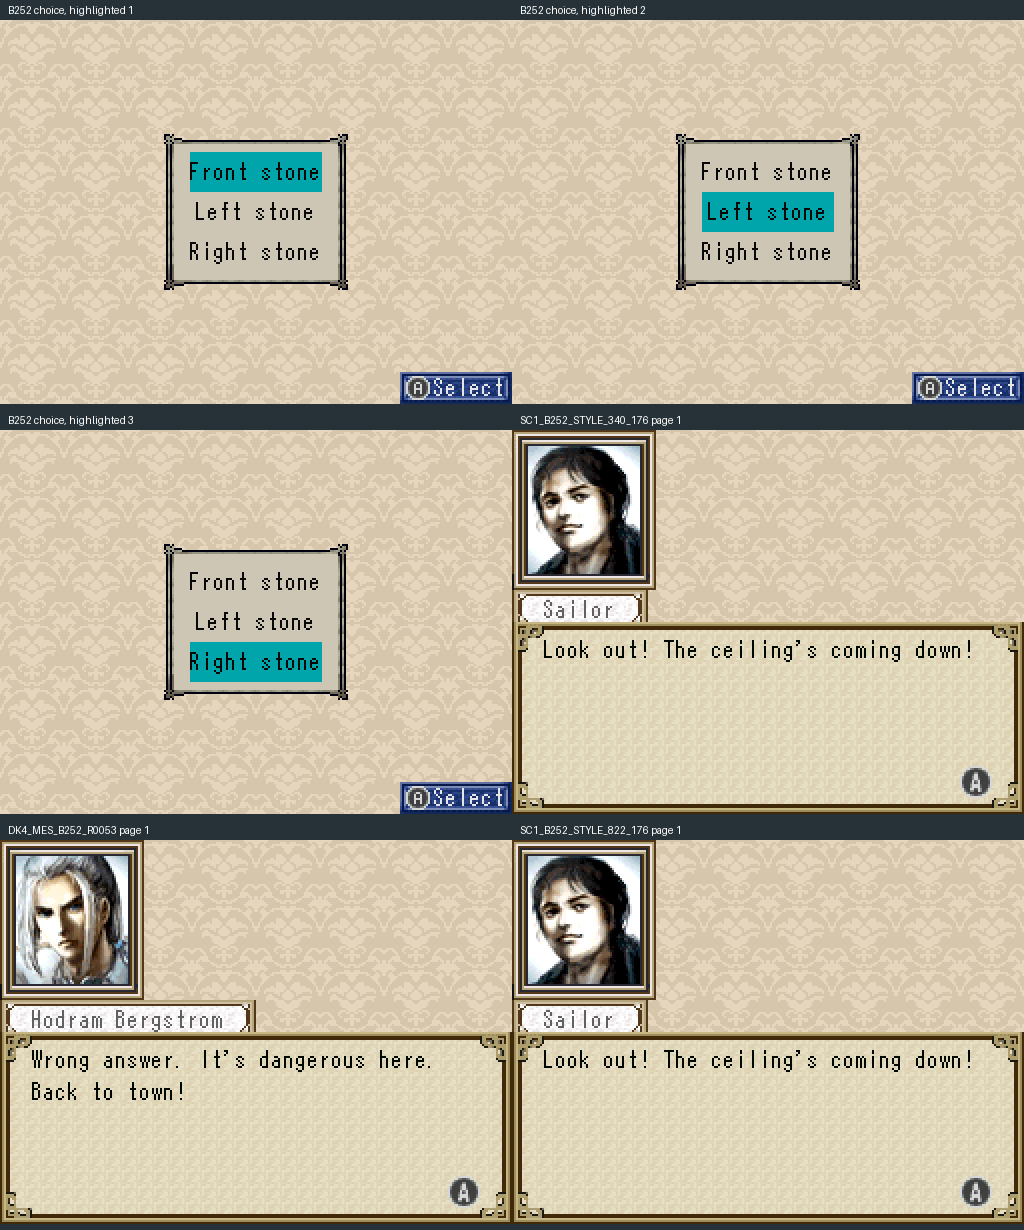 B252 choice, highlighted 1
Front stone
Left stone
Right stone
A Select
B252 choice, highlighted 2
Front stone
Left stone
Right stone
A Select
B252 choice, highlighted 3
Front stone
Left stone
Right stone
A Select
SC1_B252_STYLE_340_176 page 1
Sailor
Look out! The ceiling's coming down!
A
DK4_MES_B252_R0053 page 1
Hodram Bergstrom
Wrong answer. It's dangerous here.
Back to town!
A
SC1_B252_STYLE_822_176 page 1
Sailor
Look out! The ceiling's coming down!
A